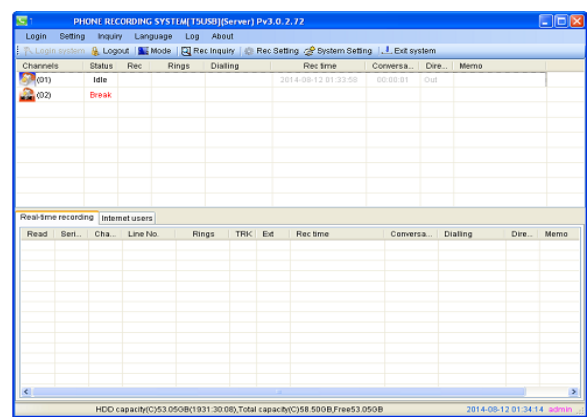 PHONE RECORDING SYSTEM[T5USB](Server) Pv3.0.2.72
Login Setting Inquiry Language Log About
Login system Logout Mode Rec Inquiry Rec Setting System Setting Exit system
Channels Status Rec Rings Dialling Rec time Conversa... Dire... Memo
(01) Idle 2014-08-12 01:33:59 00:00:01 Out
(02) Break
Real-time recording Internet users
Read Seri... Cha... Line No. Rings TRK Ext Rec time Conversa... Dialling Dire... Memo
HDD capacity(C)53.05GB(1931:30:08),Total capacity(C)58.50GB,Free53.05GB 2014-08-12 01:34:14 admin